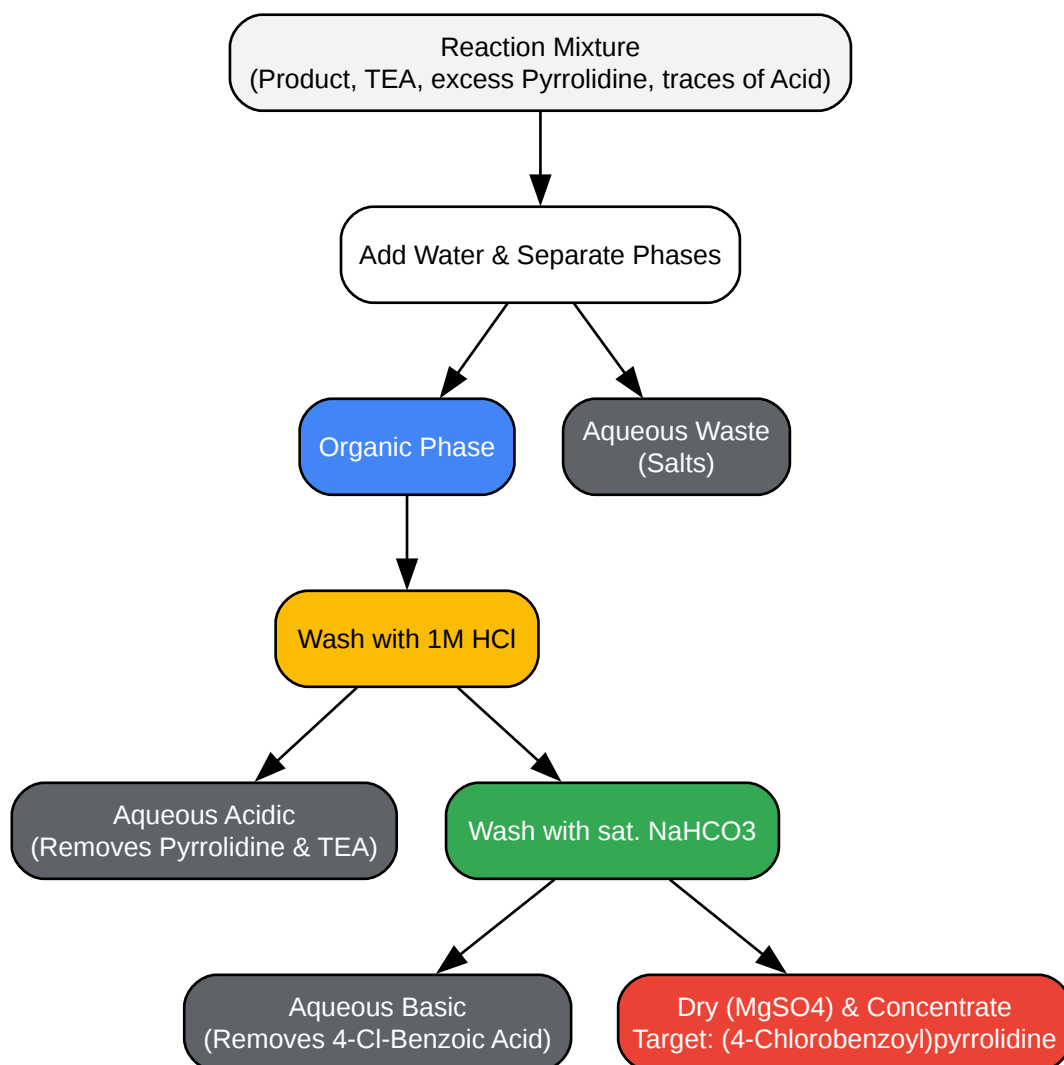 Reaction Mixture
(Product, TEA, excess Pyrrolidine, traces of Acid)
Add Water & Separate Phases
Organic Phase
Aqueous Waste
(Salts)
Wash with 1M HCl
Aqueous Acidic
(Removes Pyrrolidine & TEA)
Wash with sat. NaHCO3
Aqueous Basic
(Removes 4-Cl-Benzoic Acid)
Dry (MgSO4) & Concentrate
Target: (4-Chlorobenzoyl)pyrrolidine